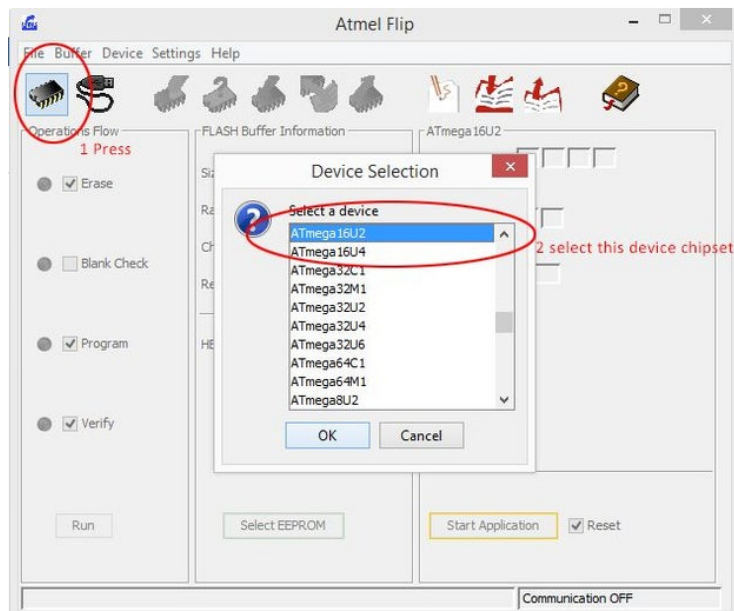 Atmel Flip
File Buffer Device Settings Help
Operations Flow
FLASH Buffer Information
ATmega16U2
1 Press
Erase
Blank Check
Program
Verify
Run
Select EEPROM
Start Application
Reset
Device Selection
Select a device
ATmega16U2
ATmega16U4
ATmega32C1
ATmega32M1
ATmega32U2
ATmega32U4
ATmega32U6
ATmega64C1
ATmega64M1
ATmega8U2
OK Cancel
2 select this device chipset
Communication OFF